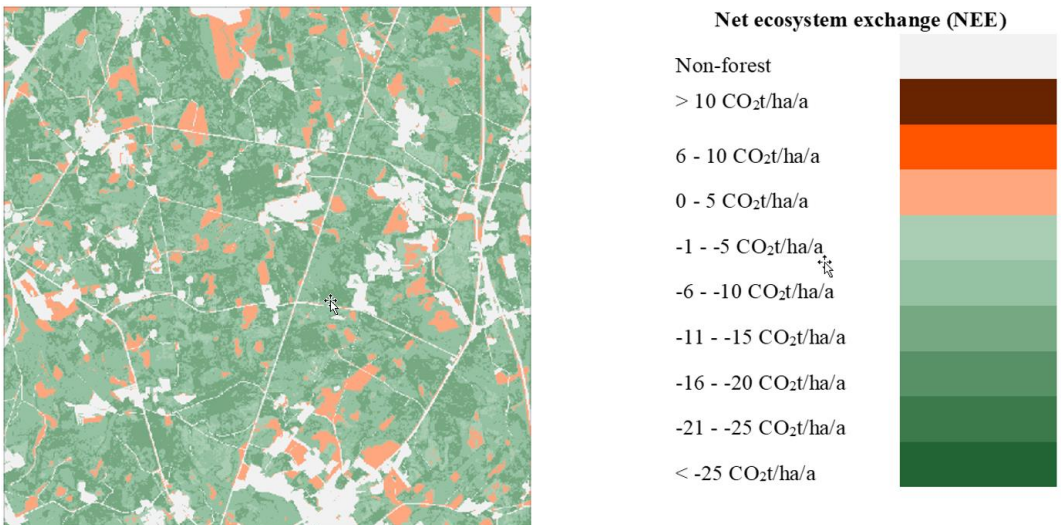 Net ecosystem exchange (NEE)
Non-forest
> 10 CO₂t/ha/a
6 - 10 CO₂t/ha/a
0 - 5 CO₂t/ha/a
-1 - -5 CO₂t/ha/a
-6 - -10 CO₂t/ha/a
-11 - -15 CO₂t/ha/a
-16 - -20 CO₂t/ha/a
-21 - -25 CO₂t/ha/a
< -25 CO₂t/ha/a